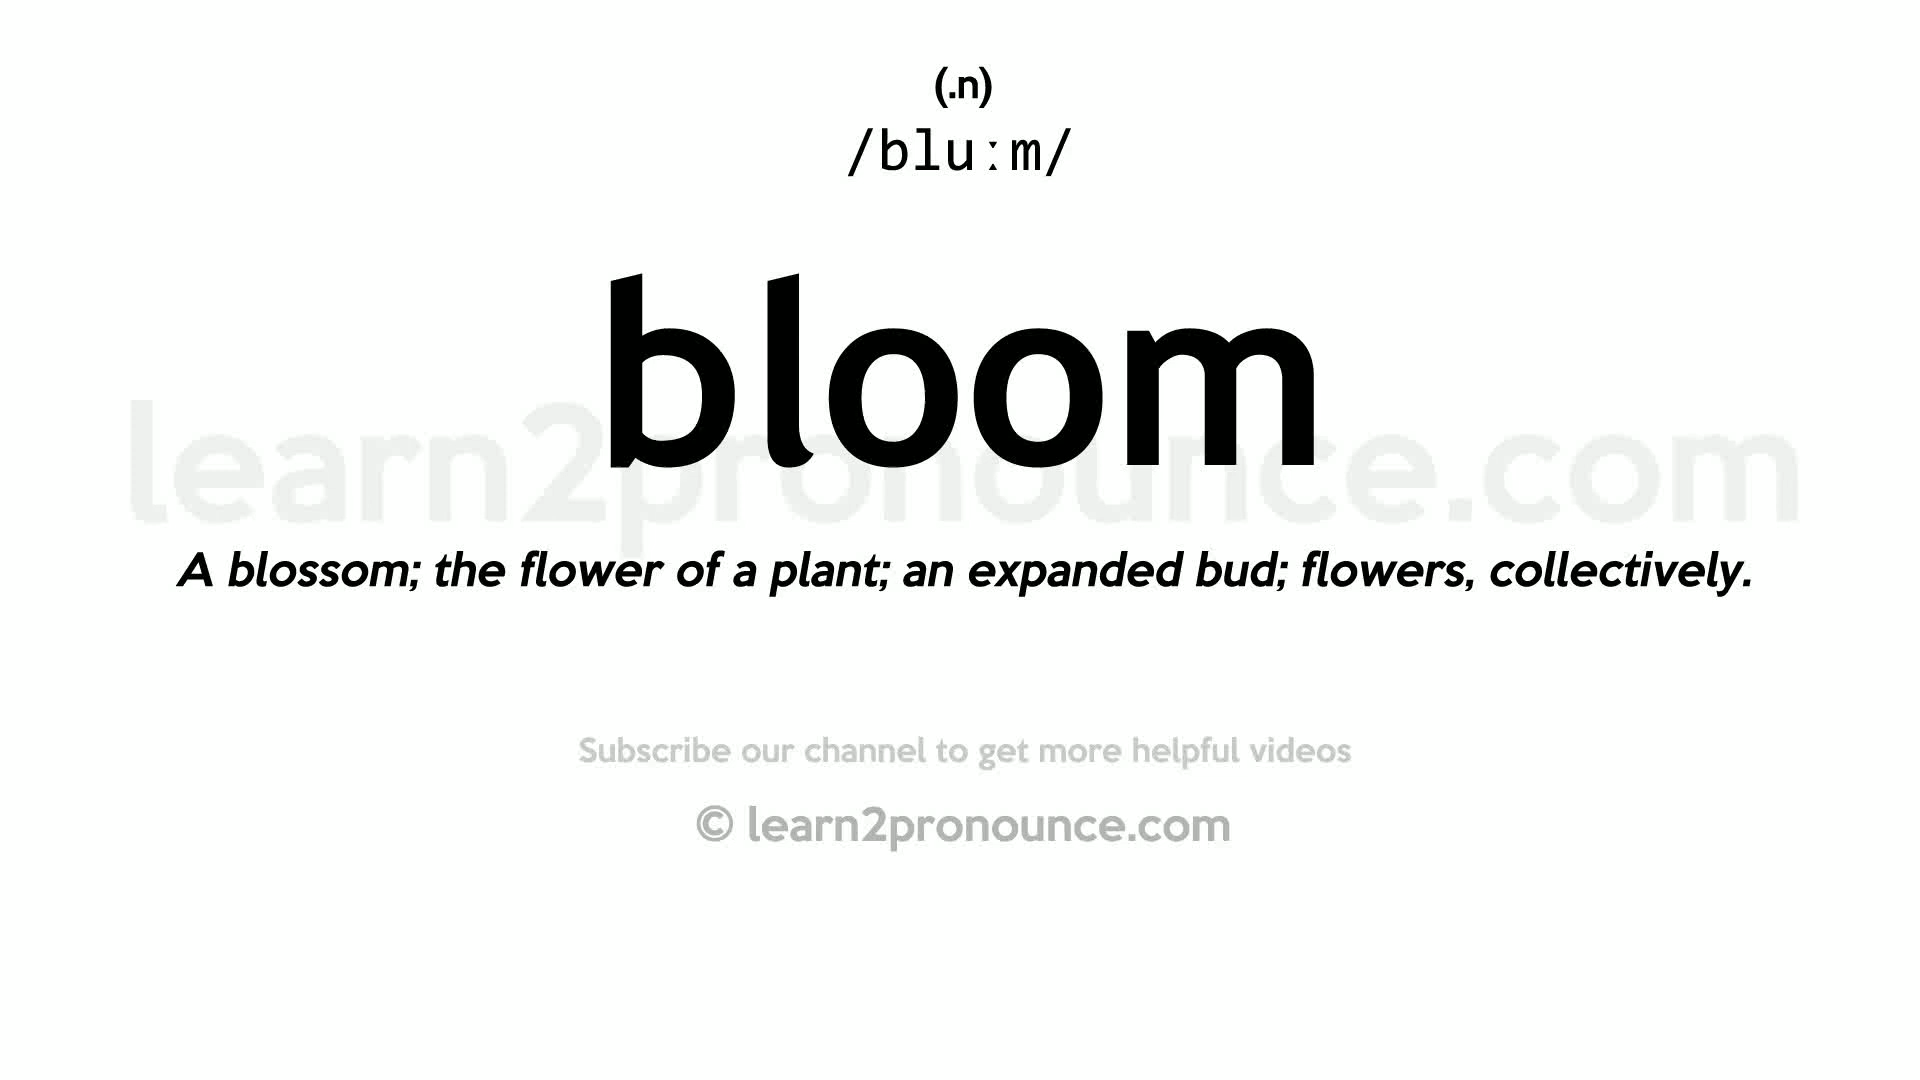 (.n)
/bluːm/
bloom
learn2pronounce.com
A blossom; the flower of a plant; an expanded bud; flowers, collectively.
Subscribe our channel to get more helpful videos
© learn2pronounce.com